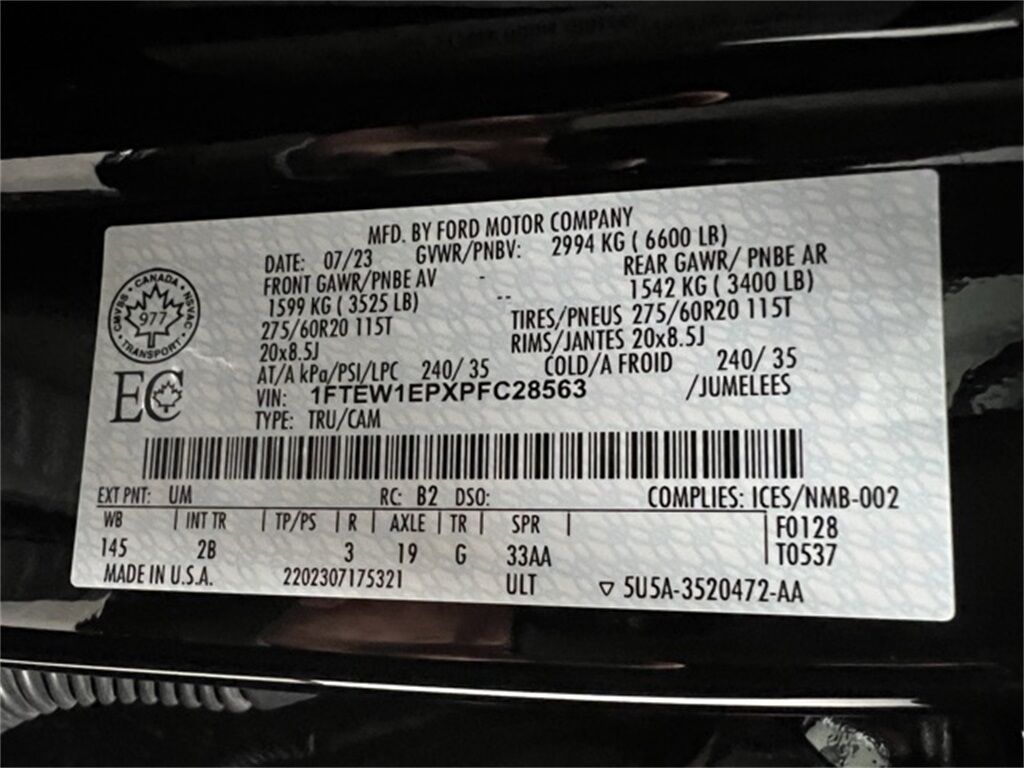 MFD. BY FORD MOTOR COMPANY
DATE: 07/23 GVWR/PNBV: 2994 KG ( 6600 LB)
FRONT GAWR/PNBE AV - REAR GAWR/ PNBE AR
1599 KG ( 3525 LB) -- 1542 KG ( 3400 LB)
275/60R20 115T TIRES/PNEUS 275/60R20 115T
20x8.5J RIMS/JANTES 20x8.5J
AT/A kPa/PSI/LPC 240/ 35 COLD/A FROID 240/ 35
VIN: 1FTEW1EPXPFC28563 /JUMELEES
TYPE: TRU/CAM
CANADA
CMVSS • NSVAC
977
TRANSPORT
EC
EXT PNT: UM RC: B2 DSO: COMPLIES: ICES/NMB-002
WB | INT TR | TP/PS | R | AXLE | TR | SPR | F0128
145 2B 3 19 G 33AA T0537
MADE IN U.S.A. 2202307175321 ULT ▽ 5U5A-3520472-AA